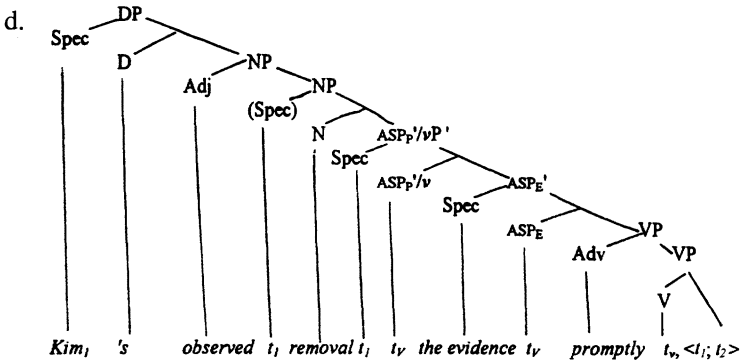 d.
DP
Spec
D
NP
Adj
NP
(Spec)
N
ASPP'/vP'
Spec
ASPP'/v
ASPE'
Spec
ASPE
VP
Adv
VP
V
Kim1 's observed t1 removal t1 tV the evidence tV promptly tv, <t1; t2>